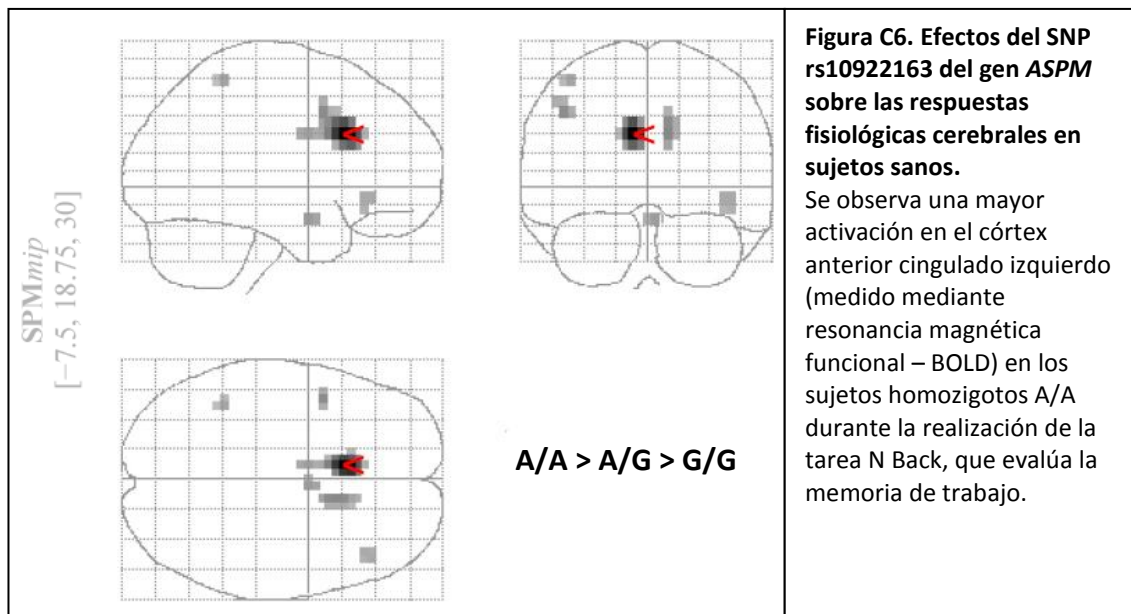 SPMmip
[−7.5, 18.75, 30]
A/A > A/G > G/G
Figura C6. Efectos del SNP
rs10922163 del gen ASPM
sobre las respuestas
fisiológicas cerebrales en
sujetos sanos.
Se observa una mayor
activación en el córtex
anterior cingulado izquierdo
(medido mediante
resonancia magnética
funcional – BOLD) en los
sujetos homozigotos A/A
durante la realización de la
tarea N Back, que evalúa la
memoria de trabajo.